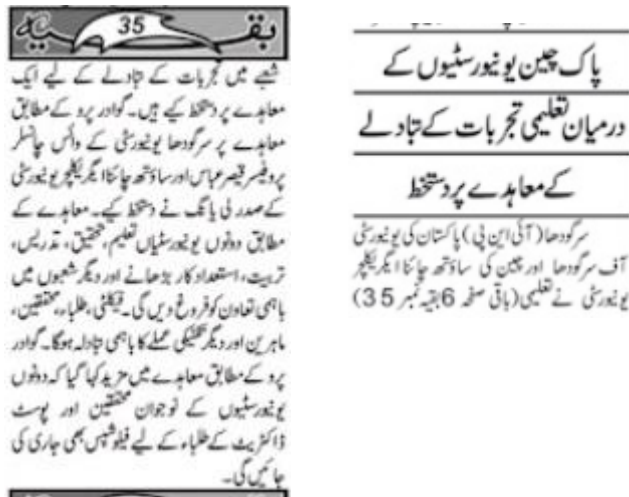 پاک چین یونیورسٹیوں کے
درمیان تعلیمی تجربات کے تبادلے
کے معاہدے پر دستخط
سرگودھا (آئی این پی) پاکستان کی یونیورسٹی
آف سرگودھا اور چین کی ساؤتھ چائنا ایگریکلچر
یونیورسٹی نے تعلیمی (باقی صفحہ 6 بقیہ نمبر 35)
بقیہ 35
شعبے میں تجربات کے تبادلے کے لیے ایک
معاہدے پر دستخط کیے ہیں۔ گوادر پرو کے مطابق
معاہدے پر سرگودھا یونیورسٹی کے وائس چانسلر
پروفیسر قیصر عباس اور ساؤتھ چائنا ایگریکلچر یونیورسٹی
کے صدر لی یانگ نے دستخط کیے۔ معاہدے کے
مطابق دونوں یونیورسٹیاں تعلیم، تحقیق، تدریس،
تربیت، استعداد کار بڑھانے اور دیگر شعبوں میں
باہمی تعاون کو فروغ دیں گی۔ فیکلٹی، طلباء، محققین،
ماہرین اور دیگر تکنیکی عملے کا باہمی تبادلہ ہوگا۔ گوادر
پرو کے مطابق معاہدے میں مزید کہا گیا کہ دونوں
یونیورسٹیوں کے نوجوان محققین اور پوسٹ
ڈاکٹریٹ کے طلباء کے لیے فیلوشپس بھی جاری کی
جائیں گی۔